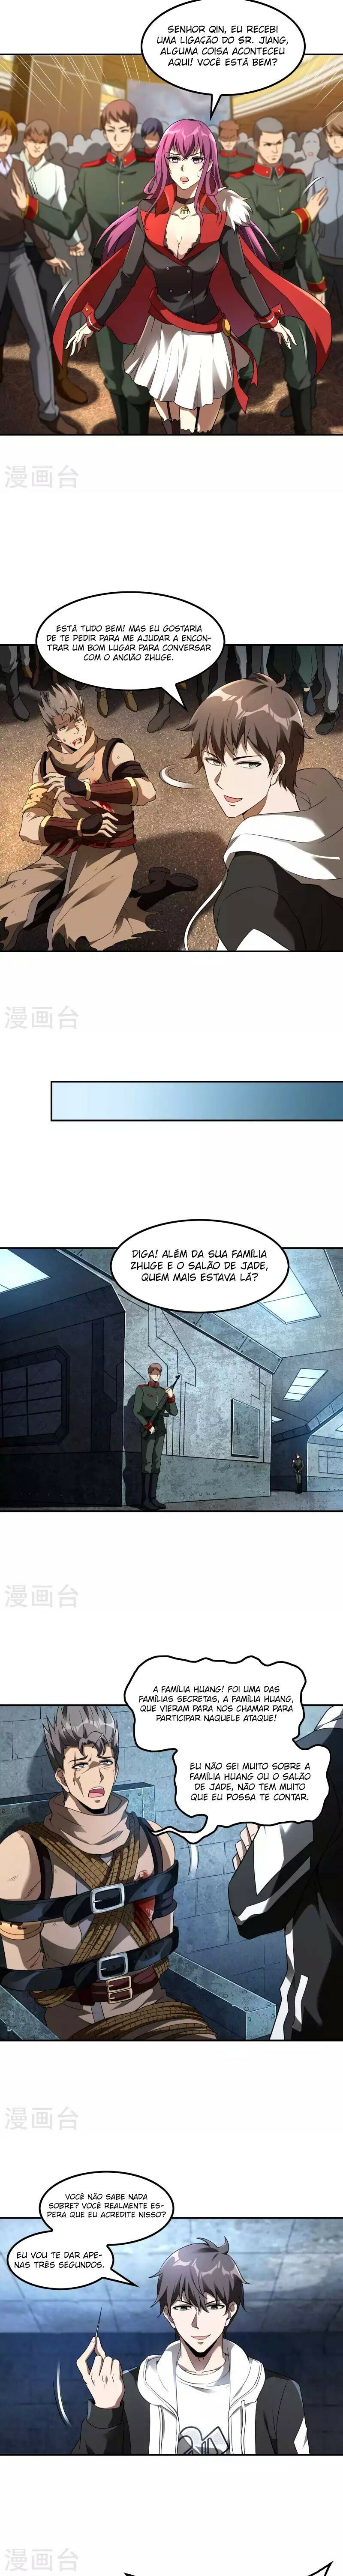 SENHOR QIN, EU RECEBI
UMA LIGAÇÃO DO SR. JIANG,
ALGUMA COISA ACONTECEU
AQUI! VOCÊ ESTÁ BEM?
漫画台
ESTÁ TUDO BEM! MAS EU GOSTARIA
DE TE PEDIR PARA ME AJUDAR A ENCON-
TRAR UM BOM LUGAR PARA CONVERSAR
COM O ANCIÃO ZHUGE.
漫画台
DIGA! ALÉM DA SUA FAMÍLIA
ZHUGE E O SALÃO DE JADE,
QUEM MAIS ESTAVA LÁ?
漫画台
A FAMÍLIA HUANG! FOI UMA DAS
FAMÍLIAS SECRETAS, A FAMÍLIA HUANG,
QUE VIERAM PARA NOS CHAMAR PARA
PARTICIPAR NAQUELE ATAQUE!
EU NÃO SEI MUITO SOBRE A
FAMÍLIA HUANG OU O SALÃO
DE JADE, NÃO TEM MUITO
QUE EU POSSA TE CONTAR.
漫画台
VOCÊ NÃO SABE NADA
SOBRE? VOCÊ REALMENTE ES-
PERA QUE EU ACREDITE NISSO?
EU VOU TE DAR APE-
NAS TRÊS SEGUNDOS.
漫画台